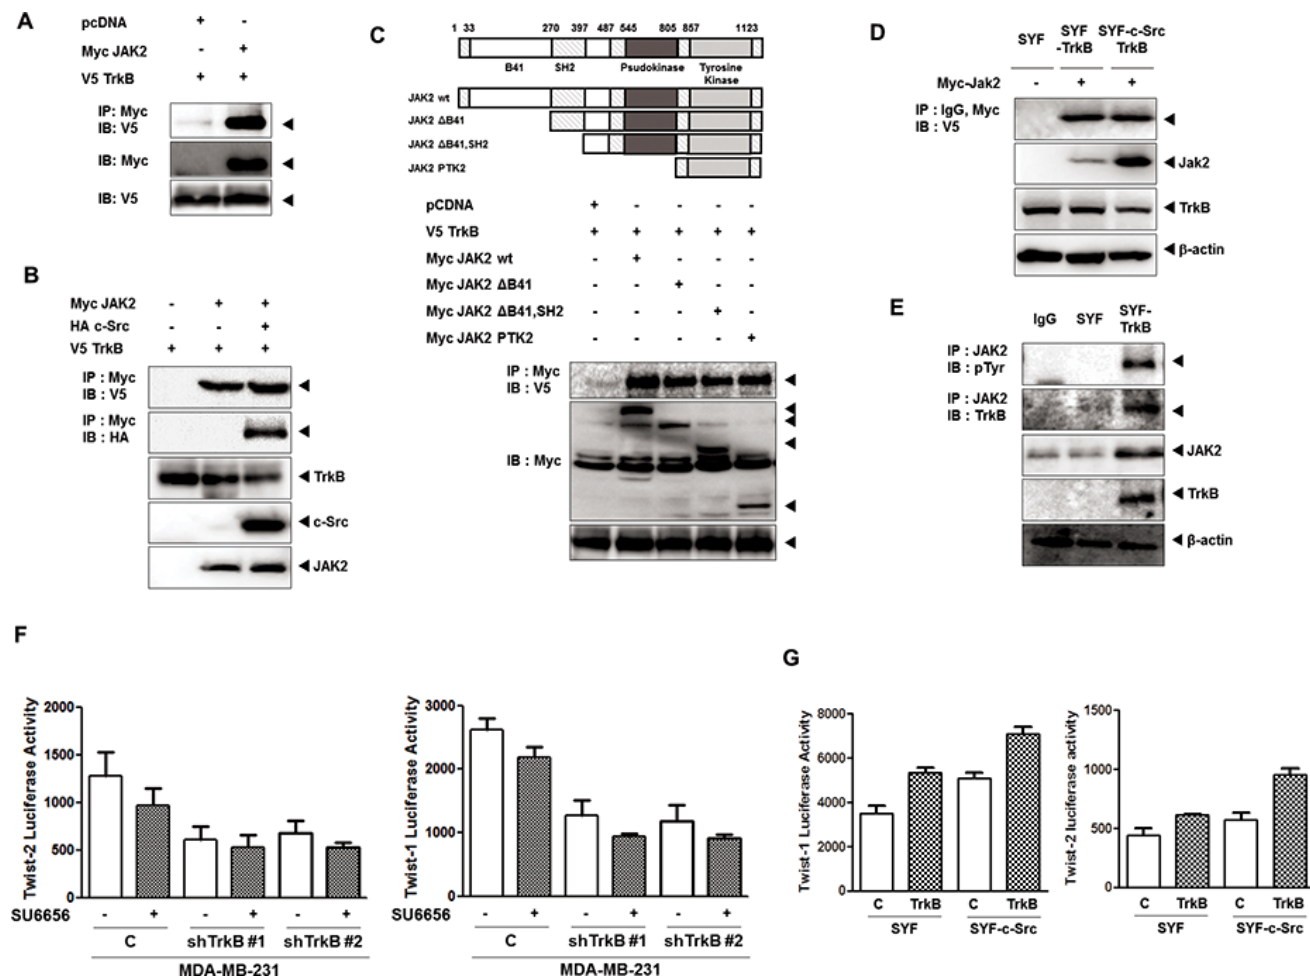 A
pcDNA + -
Myc JAK2 - +
V5 TrkB + +
IP: Myc
IB: V5
IB: Myc
IB: V5
B
Myc JAK2 - + +
HA c-Src - - +
V5 TrkB + + +
IP : Myc
IB : V5
IP : Myc
IB : HA
TrkB
c-Src
JAK2
C
1 33 270 397 487 545 805 857 1123
B41 SH2 Psudokinase Tyrosine
Kinase
JAK2 wt
JAK2 ΔB41
JAK2 ΔB41,SH2
JAK2 PTK2
pCDNA + - - - -
V5 TrkB + + + + +
Myc JAK2 wt - + - - -
Myc JAK2 ΔB41 - - + - -
Myc JAK2 ΔB41,SH2 - - - + -
Myc JAK2 PTK2 - - - - +
IP : Myc
IB : V5
IB : Myc
D
SYF SYF SYF-c-Src
-TrkB TrkB
Myc-Jak2 - + +
IP : IgG, Myc
IB : V5
Jak2
TrkB
β-actin
E
IgG SYF SYF-
TrkB
IP : JAK2
IB : pTyr
IP : JAK2
IB : TrkB
JAK2
TrkB
β-actin
F
Twist-2 Luciferase Activity
2000
1500
1000
500
0
SU6656 - + - + - +
C shTrkB #1 shTrkB #2
MDA-MB-231
Twist-1 Luciferase Activity
3000
2000
1000
0
SU6656 - + - + - +
C shTrkB #1 shTrkB #2
MDA-MB-231
G
Twist-1 Luciferase Activity
8000
6000
4000
2000
0
C TrkB C TrkB
SYF SYF-c-Src
Twist-2 luciferase activity
1500
1000
500
0
C TrkB C TrkB
SYF SYF-c-Src